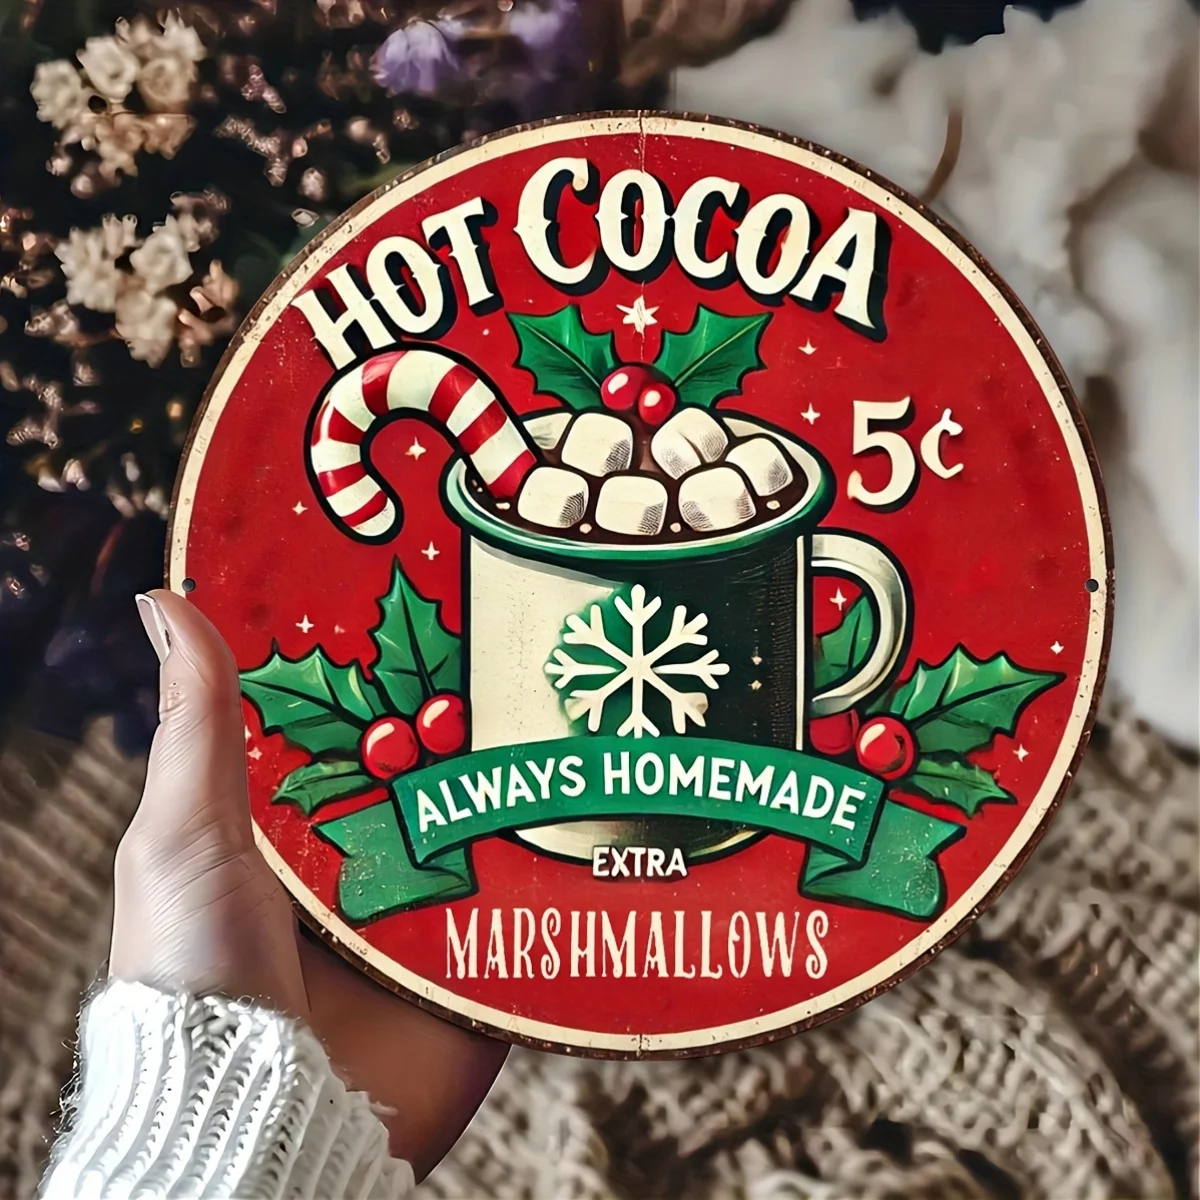 HOT COCOA
5¢
ALWAYS HOMEMADE
EXTRA
MARSHMALLOWS